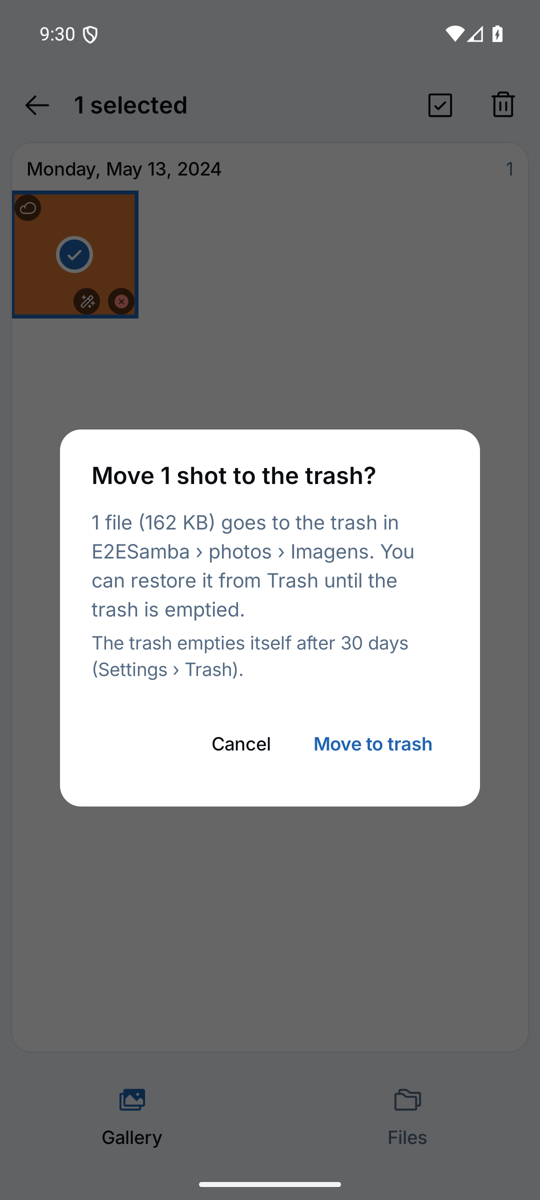 9:30
1 selected
Monday, May 13, 2024
1
Move 1 shot to the trash?
1 file (162 KB) goes to the trash in
E2ESamba › photos › Imagens. You
can restore it from Trash until the
trash is emptied.
The trash empties itself after 30 days
(Settings › Trash).
Cancel
Move to trash
Gallery
Files